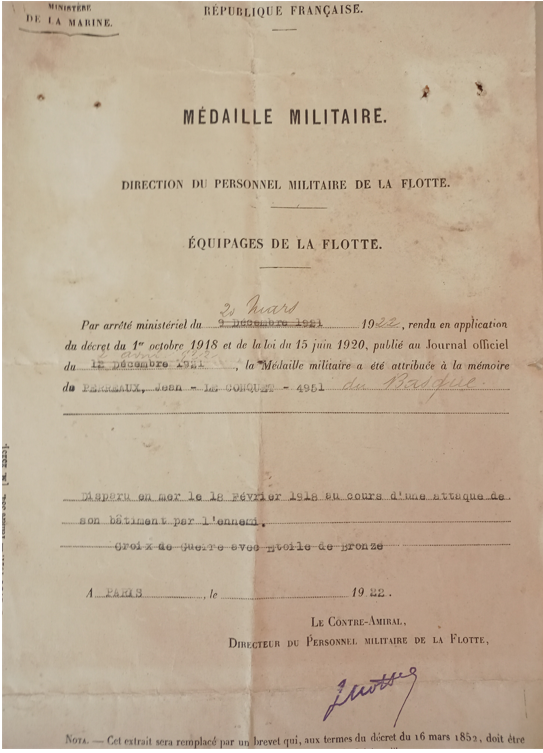 MINISTÈRE
DE LA MARINE.
RÉPUBLIQUE FRANÇAISE.
MÉDAILLE MILITAIRE.
DIRECTION DU PERSONNEL MILITAIRE DE LA FLOTTE.
ÉQUIPAGES DE LA FLOTTE.
20 Mars
Par arrêté ministériel du 9 Décembre 1921 1922, rendu en application
du décret du 1er octobre 1918 et de la loi du 15 juin 1920, publié au Journal officiel
du 12 Décembre 1921, la Médaille militaire a été attribuée à la mémoire
du PERREAUX, Jean - LE CONQUET - 4951 du Basque.
Disparu en mer le 18 Février 1918 au cours d'une attaque de
son bâtiment par l'ennemi.
Croix de Guerre avec Etoile de Bronze
A PARIS, le 1922.
LE CONTRE-AMIRAL,
DIRECTEUR DU PERSONNEL MILITAIRE DE LA FLOTTE,
NOTA. — Cet extrait sera remplacé par un brevet qui, aux termes du décret du 16 mars 1852, doit être